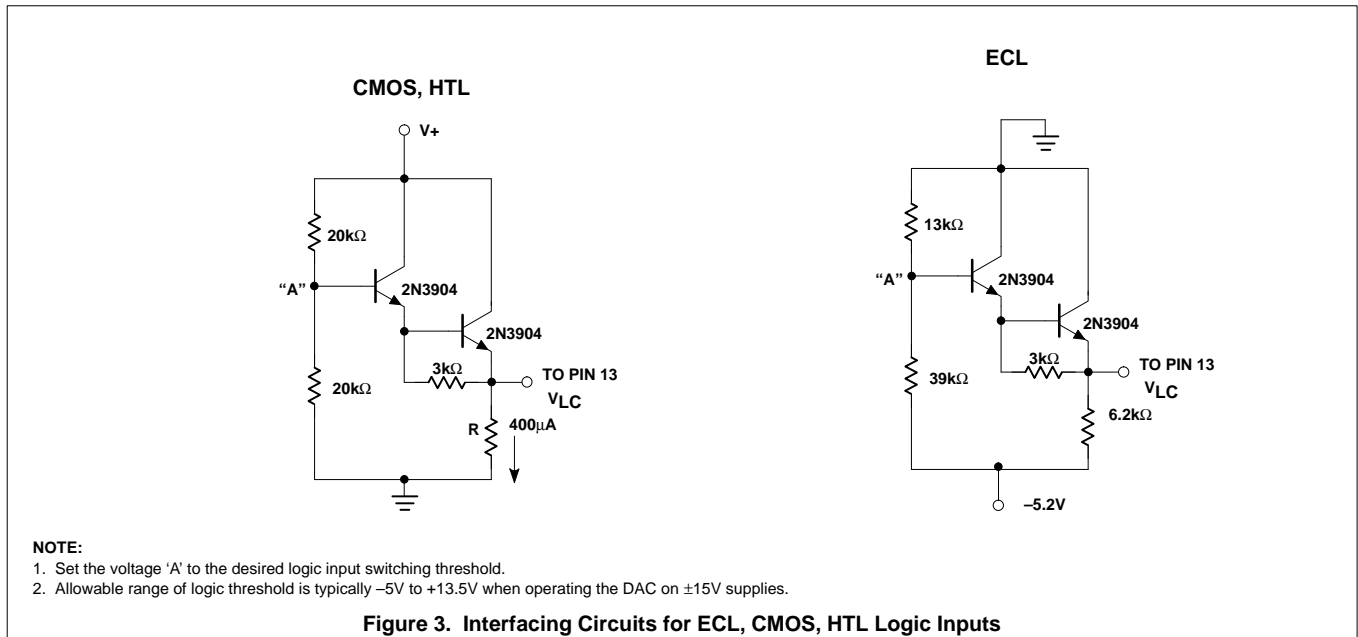 CMOS, HTL
V+
20kΩ
“A”
2N3904
2N3904
3kΩ
TO PIN 13
VLC
20kΩ
R
400µA
ECL
13kΩ
“A”
2N3904
2N3904
3kΩ
TO PIN 13
VLC
39kΩ
6.2kΩ
–5.2V
NOTE:
1. Set the voltage ‘A’ to the desired logic input switching threshold.
2. Allowable range of logic threshold is typically –5V to +13.5V when operating the DAC on ±15V supplies.
Figure 3. Interfacing Circuits for ECL, CMOS, HTL Logic Inputs